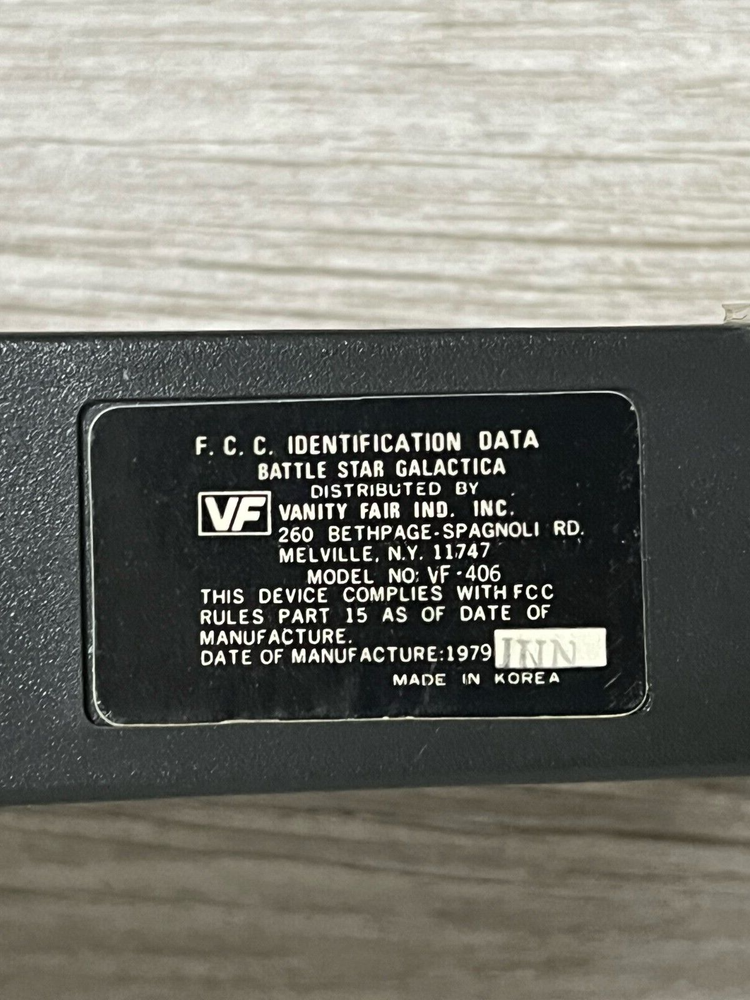 F. C. C. IDENTIFICATION DATA
BATTLE STAR GALACTICA
DISTRIBUTED BY
VF VANITY FAIR IND. INC.
260 BETHPAGE-SPAGNOLI RD.
MELVILLE, N.Y. 11747
MODEL NO: VF-406
THIS DEVICE COMPLIES WITH FCC
RULES PART 15 AS OF DATE OF
MANUFACTURE.
DATE OF MANUFACTURE:1979
MADE IN KOREA